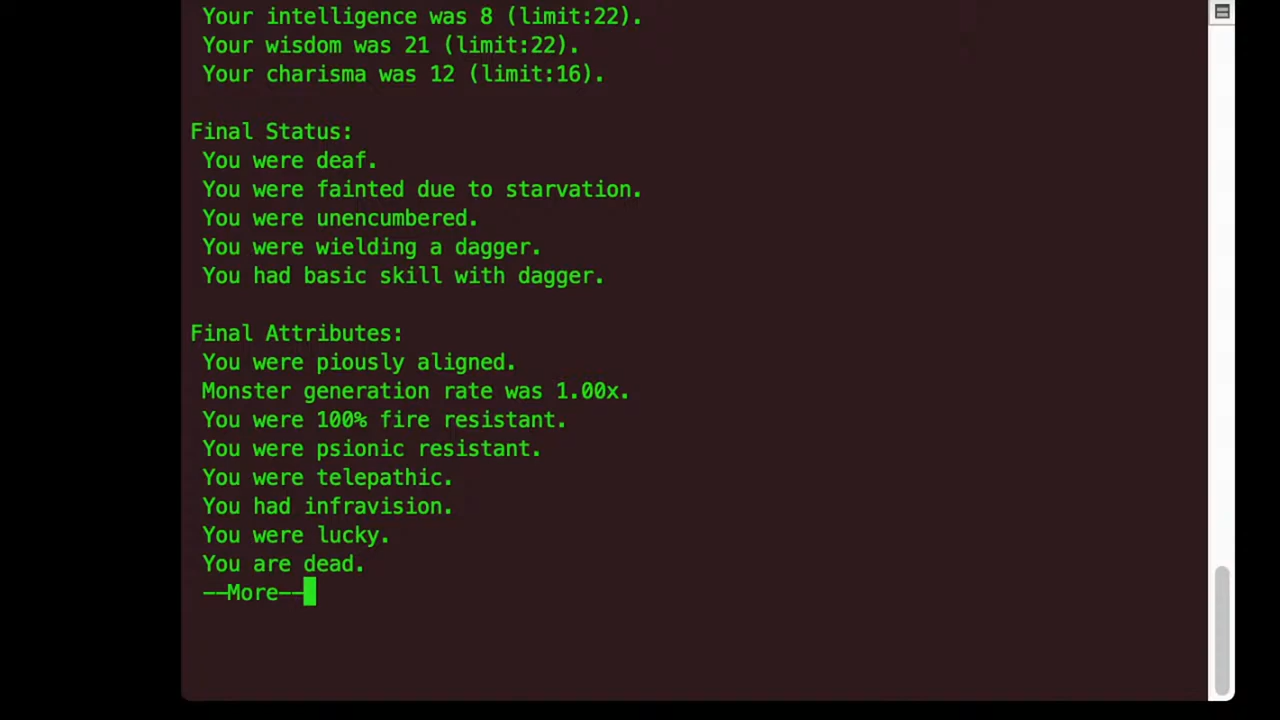 Your intelligence was 8 (limit:22).
Your wisdom was 21 (limit:22).
Your charisma was 12 (limit:16).
Final Status:
You were deaf.
You were fainted due to starvation.
You were unencumbered.
You were wielding a dagger.
You had basic skill with dagger.
Final Attributes:
You were piously aligned.
Monster generation rate was 1.00x.
You were 100% fire resistant.
You were psionic resistant.
You were telepathic.
You had infravision.
You were lucky.
You are dead.
--More--